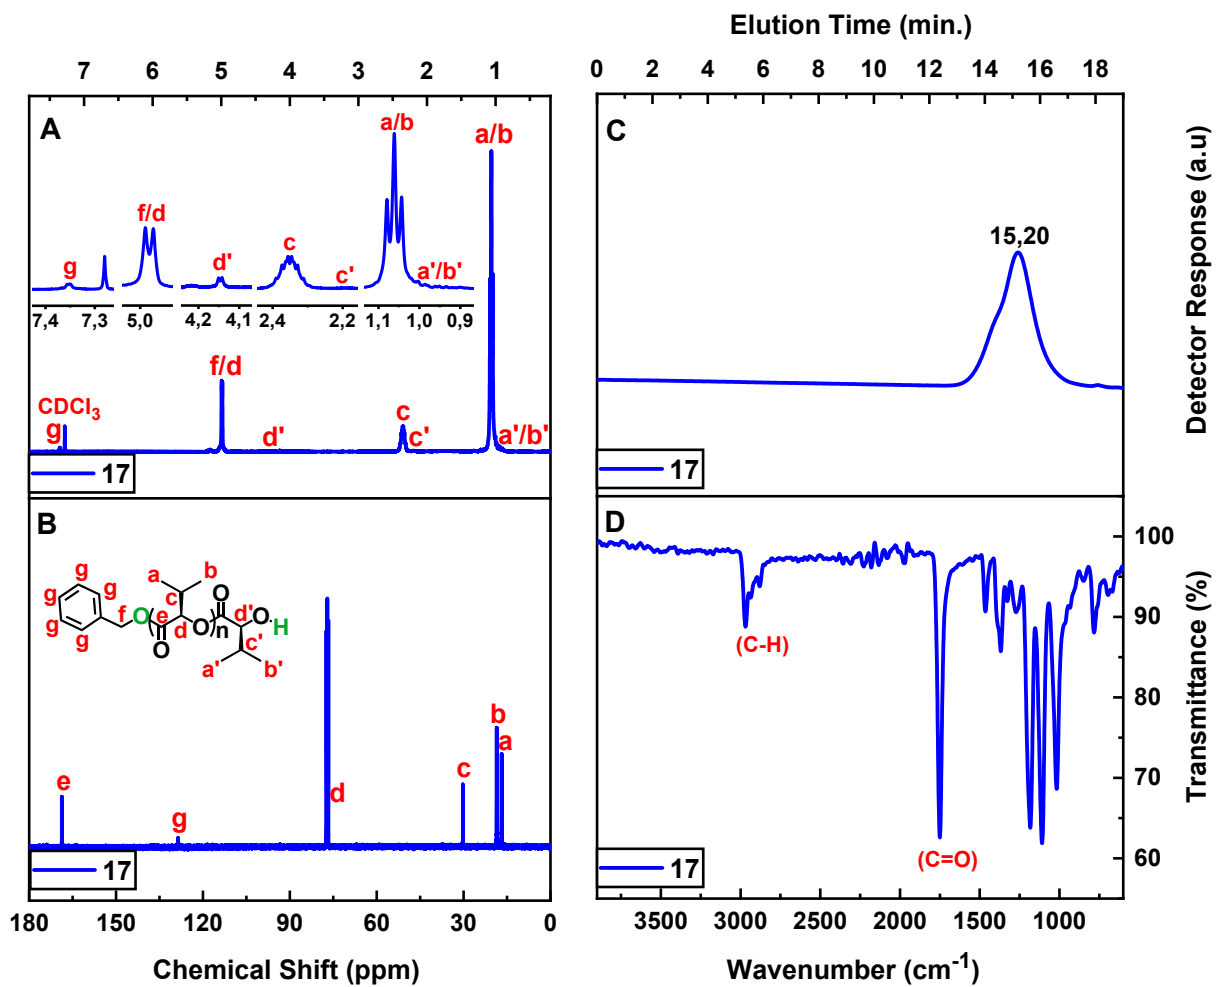 Elution Time (min.)
7 6 5 4 3 2 1
0 2 4 6 8 10 12 14 16 18
A
a/b
a/b
f/d
c
g
d'
c'
a'/b'
7,4 7,3 5,0 4,2 4,1 2,4 2,2 1,1 1,0 0,9
f/d
CDCl3
g
d'
c
c'
a'/b'
17
C
15,20
17
Detector Response (a.u)
B
g
g
g
g
g
g
f
O
(
e
O
a
b
c
d
O
)
n
O
d'
O
H
c'
a'
b'
e
g
d
c
b
a
17
180 150 120 90 60 30 0
Chemical Shift (ppm)
D
(C-H)
(C=O)
17
100
90
80
70
60
Transmittance (%)
3500 3000 2500 2000 1500 1000
Wavenumber (cm-1)